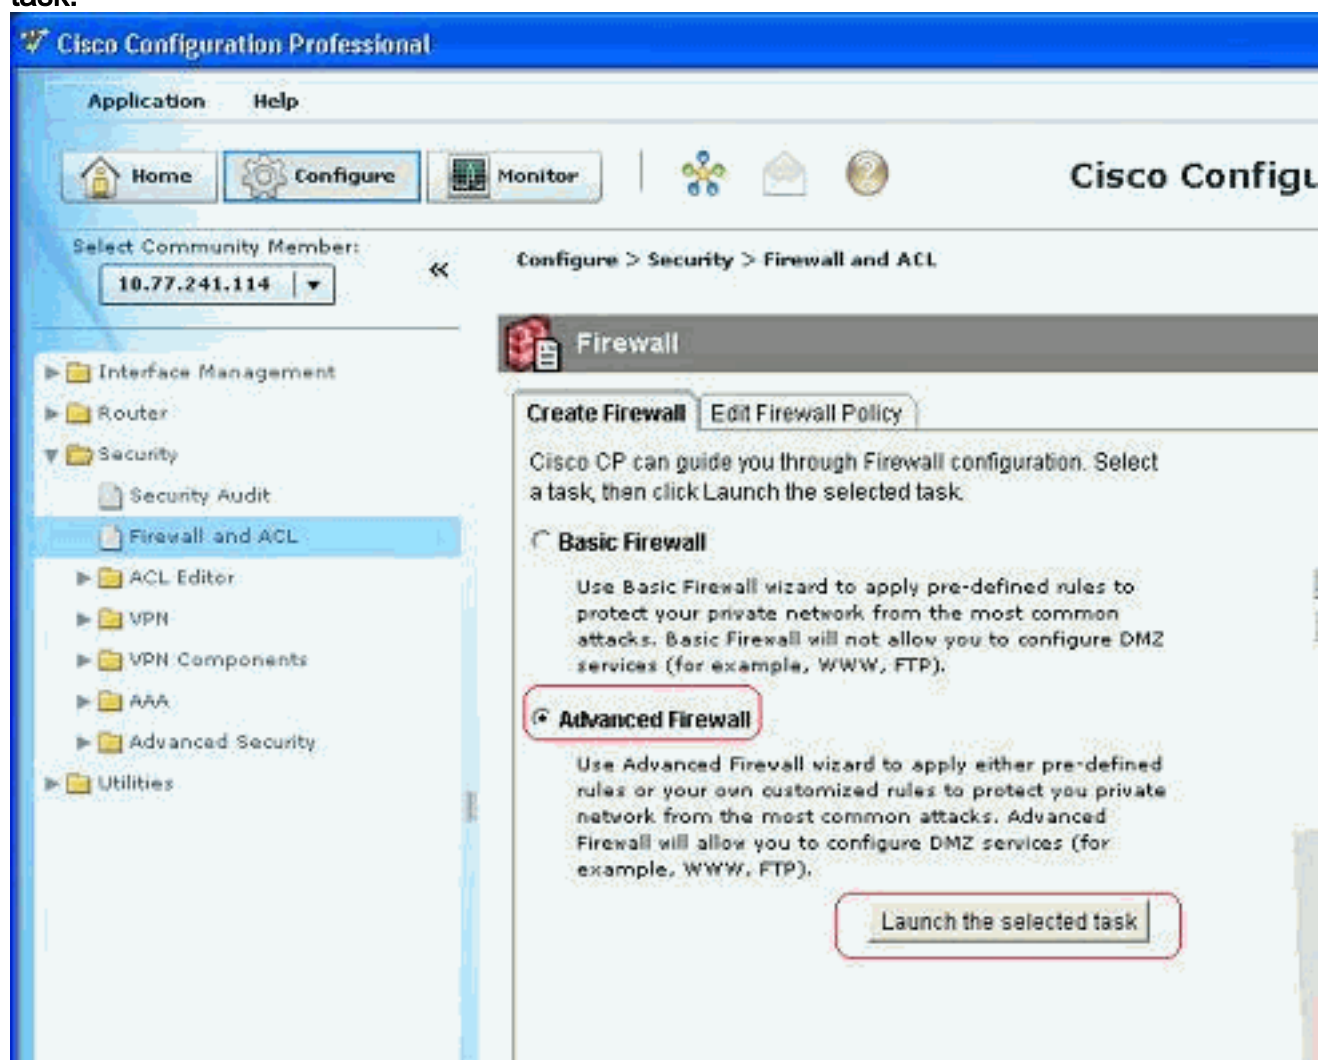 task.
Cisco Configuration Professional
Application Help
Home Configure Monitor
Cisco Configu
Select Community Member:
10.77.241.114
Configure > Security > Firewall and ACL
Firewall
Interface Management
Router
Security
Security Audit
Firewall and ACL
ACL Editor
VPN
VPN Components
AAA
Advanced Security
Utilities
Create Firewall Edit Firewall Policy
Cisco CP can guide you through Firewall configuration. Select
a task, then click Launch the selected task.
Basic Firewall
Use Basic Firewall wizard to apply pre-defined rules to
protect your private network from the most common
attacks. Basic Firewall will not allow you to configure DMZ
services (for example, WWW, FTP).
Advanced Firewall
Use Advanced Firewall wizard to apply either pre-defined
rules or your own customized rules to protect you private
network from the most common attacks. Advanced
Firewall will allow you to configure DMZ services (for
example, WWW, FTP).
Launch the selected task